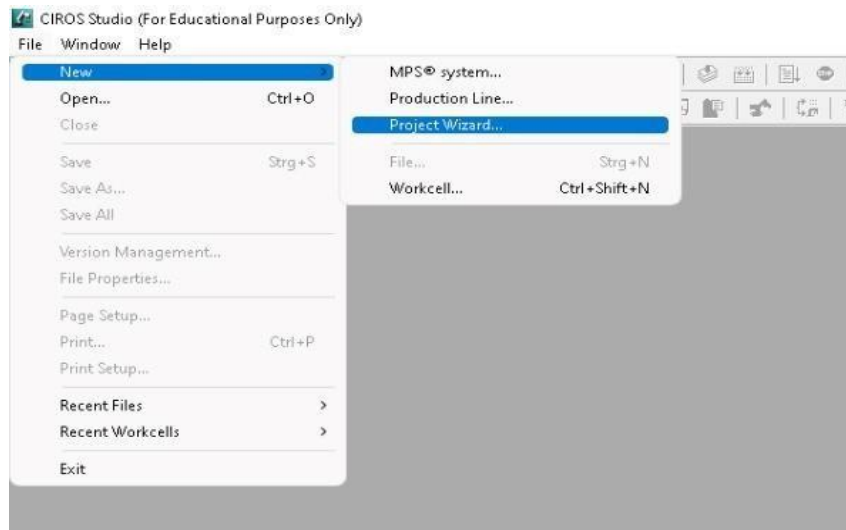 CIROS Studio (For Educational Purposes Only)
File Window Help
New
Open... Ctrl+O
Close
Save Strg+S
Save As...
Save All
Version Management...
File Properties...
Page Setup...
Print... Ctrl+P
Print Setup...
Recent Files
Recent Workcells
Exit
MPS® system...
Production Line...
Project Wizard...
File... Strg+N
Workcell... Ctrl+Shift+N